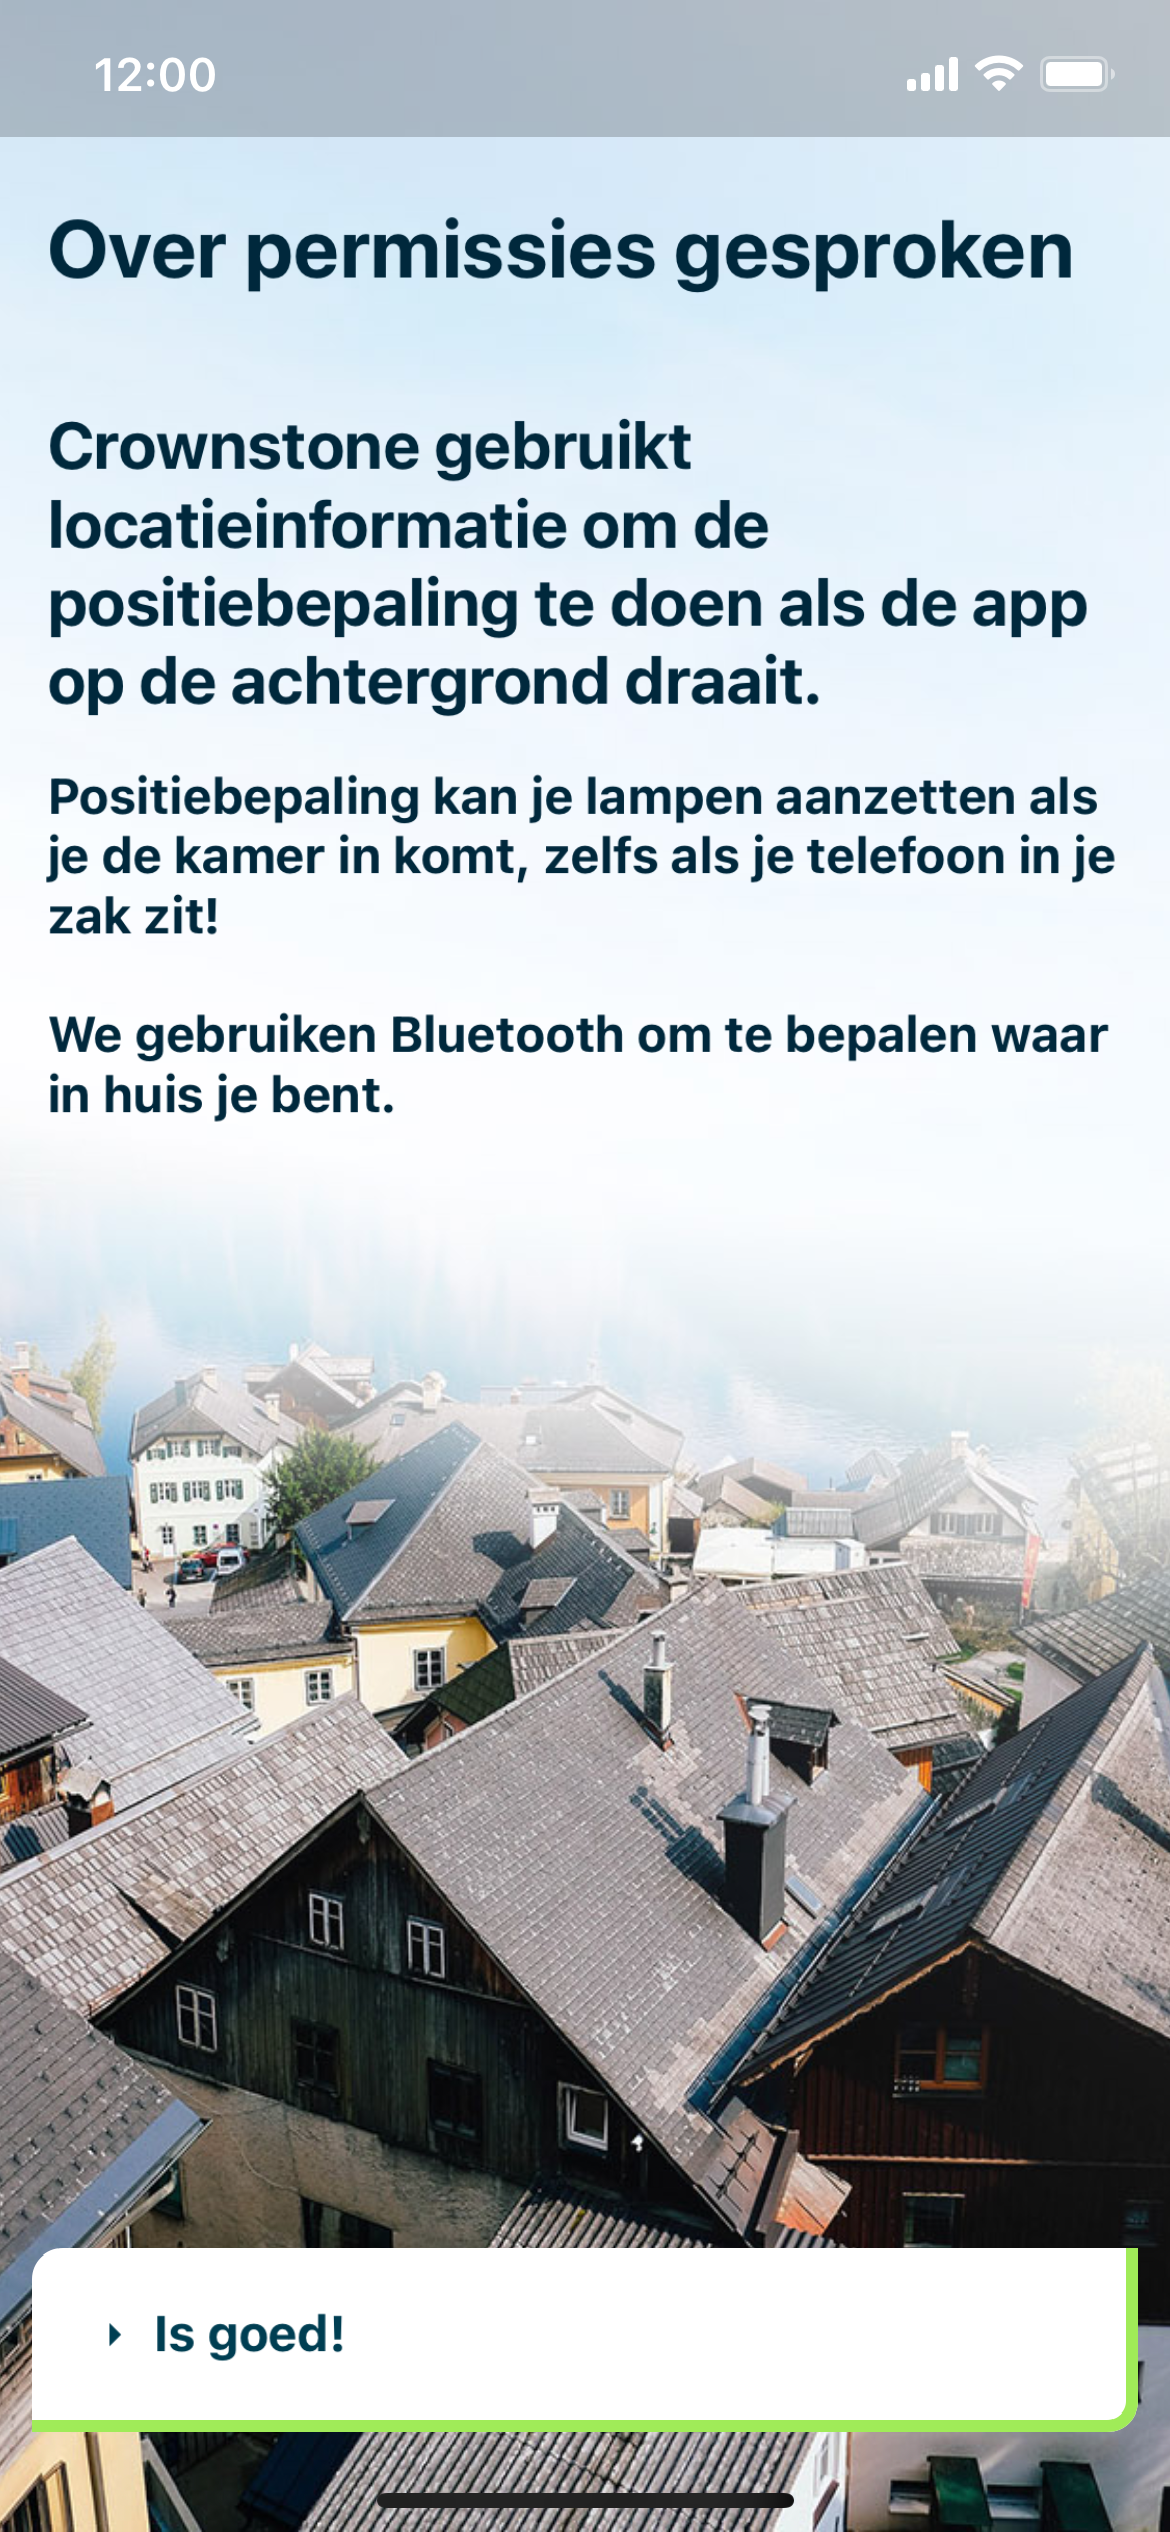 12:00
Over permissies gesproken
Crownstone gebruikt
locatieinformatie om de
positiebepaling te doen als de app
op de achtergrond draait.
Positiebepaling kan je lampen aanzetten als
je de kamer in komt, zelfs als je telefoon in je
zak zit!
We gebruiken Bluetooth om te bepalen waar
in huis je bent.
Is goed!